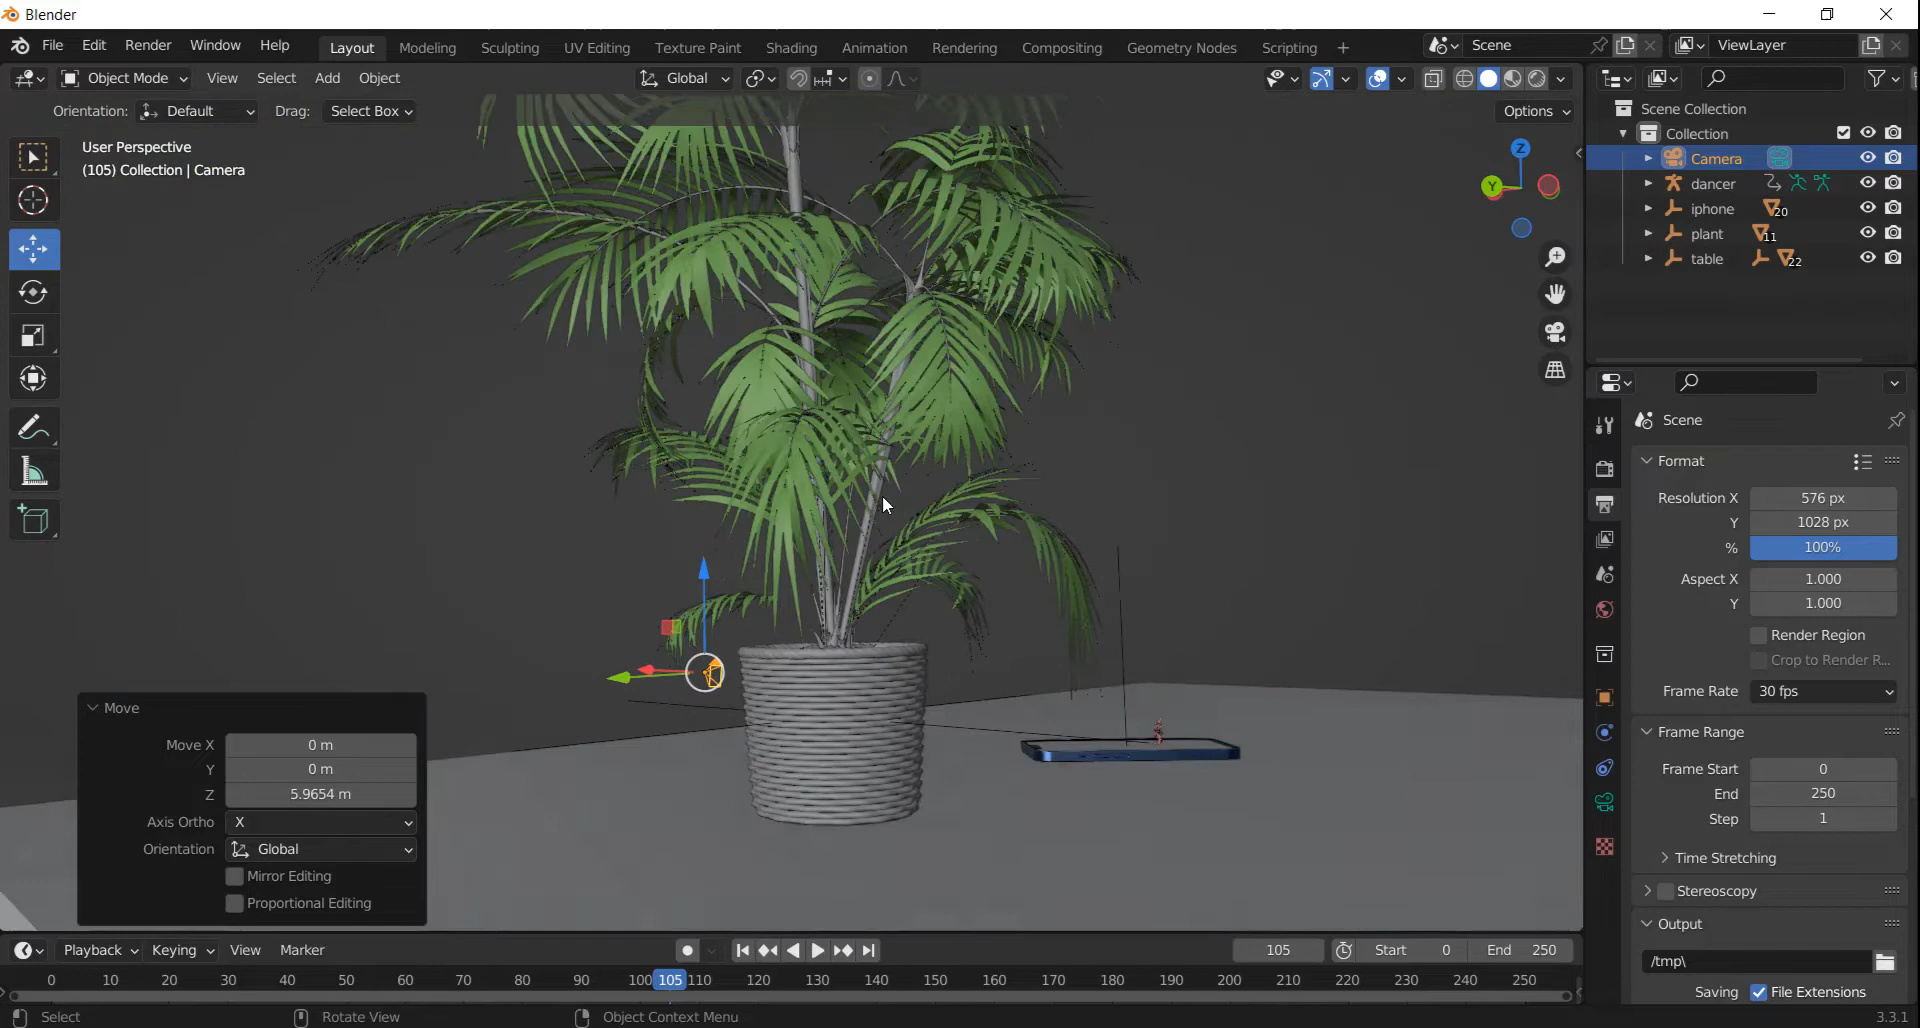 Blender
File Edit Render Window Help Layout Modeling Sculpting UV Editing Texture Paint Shading Animation Rendering Compositing Geometry Nodes Scripting + Scene ViewLayer
Object Mode View Select Add Object Global
Orientation: Default Drag: Select Box Options
User Perspective
(105) Collection | Camera
Z
Y
Scene Collection
Collection
Camera
dancer
iphone 20
plant 11
table 22
Scene
Format
Resolution X 576 px
Y 1028 px
% 100%
Aspect X 1.000
Y 1.000
Render Region
Crop to Render R...
Frame Rate 30 fps
Frame Range
Frame Start 0
End 250
Step 1
Time Stretching
Stereoscopy
Output
/tmp\
Saving File Extensions
Move
Move X 0 m
Y 0 m
Z 5.9654 m
Axis Ortho X
Orientation Global
Mirror Editing
Proportional Editing
Playback Keying View Marker 105 Start 0 End 250
0 10 20 30 40 50 60 70 80 90 100 105 110 120 130 140 150 160 170 180 190 200 210 220 230 240 250
Select Rotate View Object Context Menu 3.3.1